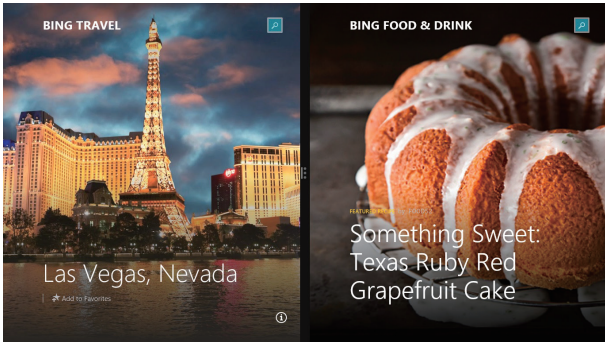 BING TRAVEL
Las Vegas, Nevada
Add to Favorites
BING FOOD & DRINK
Something Sweet:
Texas Ruby Red
Grapefruit Cake